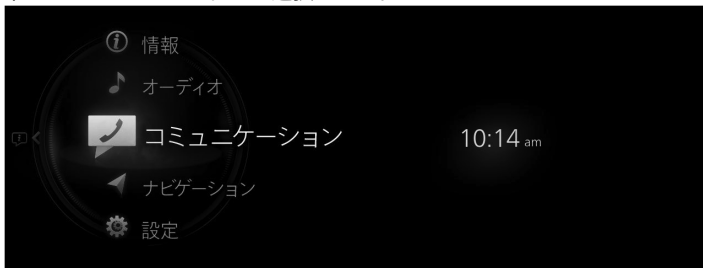 情報
オーディオ
コミュニケーション
10:14 am
ナビゲーション
設定